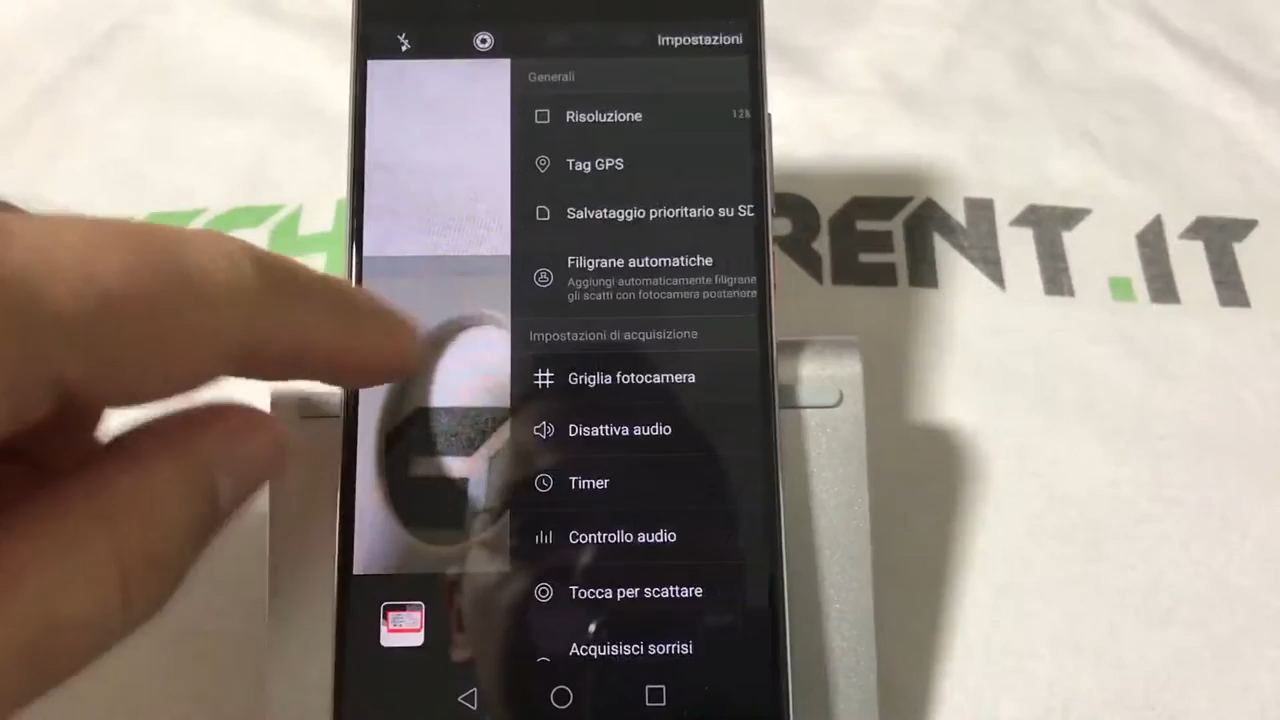 Impostazioni
Generali
Risoluzione
Tag GPS
Salvataggio prioritario su SD
Filigrane automatiche
Aggiungi automaticamente filigrane
gli scatti con fotocamera posteriore
Impostazioni di acquisizione
Griglia fotocamera
Disattiva audio
Timer
Controllo audio
Tocca per scattare
Acquisisci sorrisi
RENT.IT